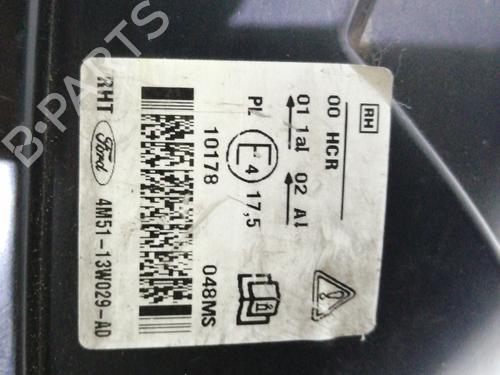 RH
00 HCR
01 1al 02 Al
PL E4 17,5
10178 048MS
RHT Ford 4M51-13W029-AD
B-PARTS